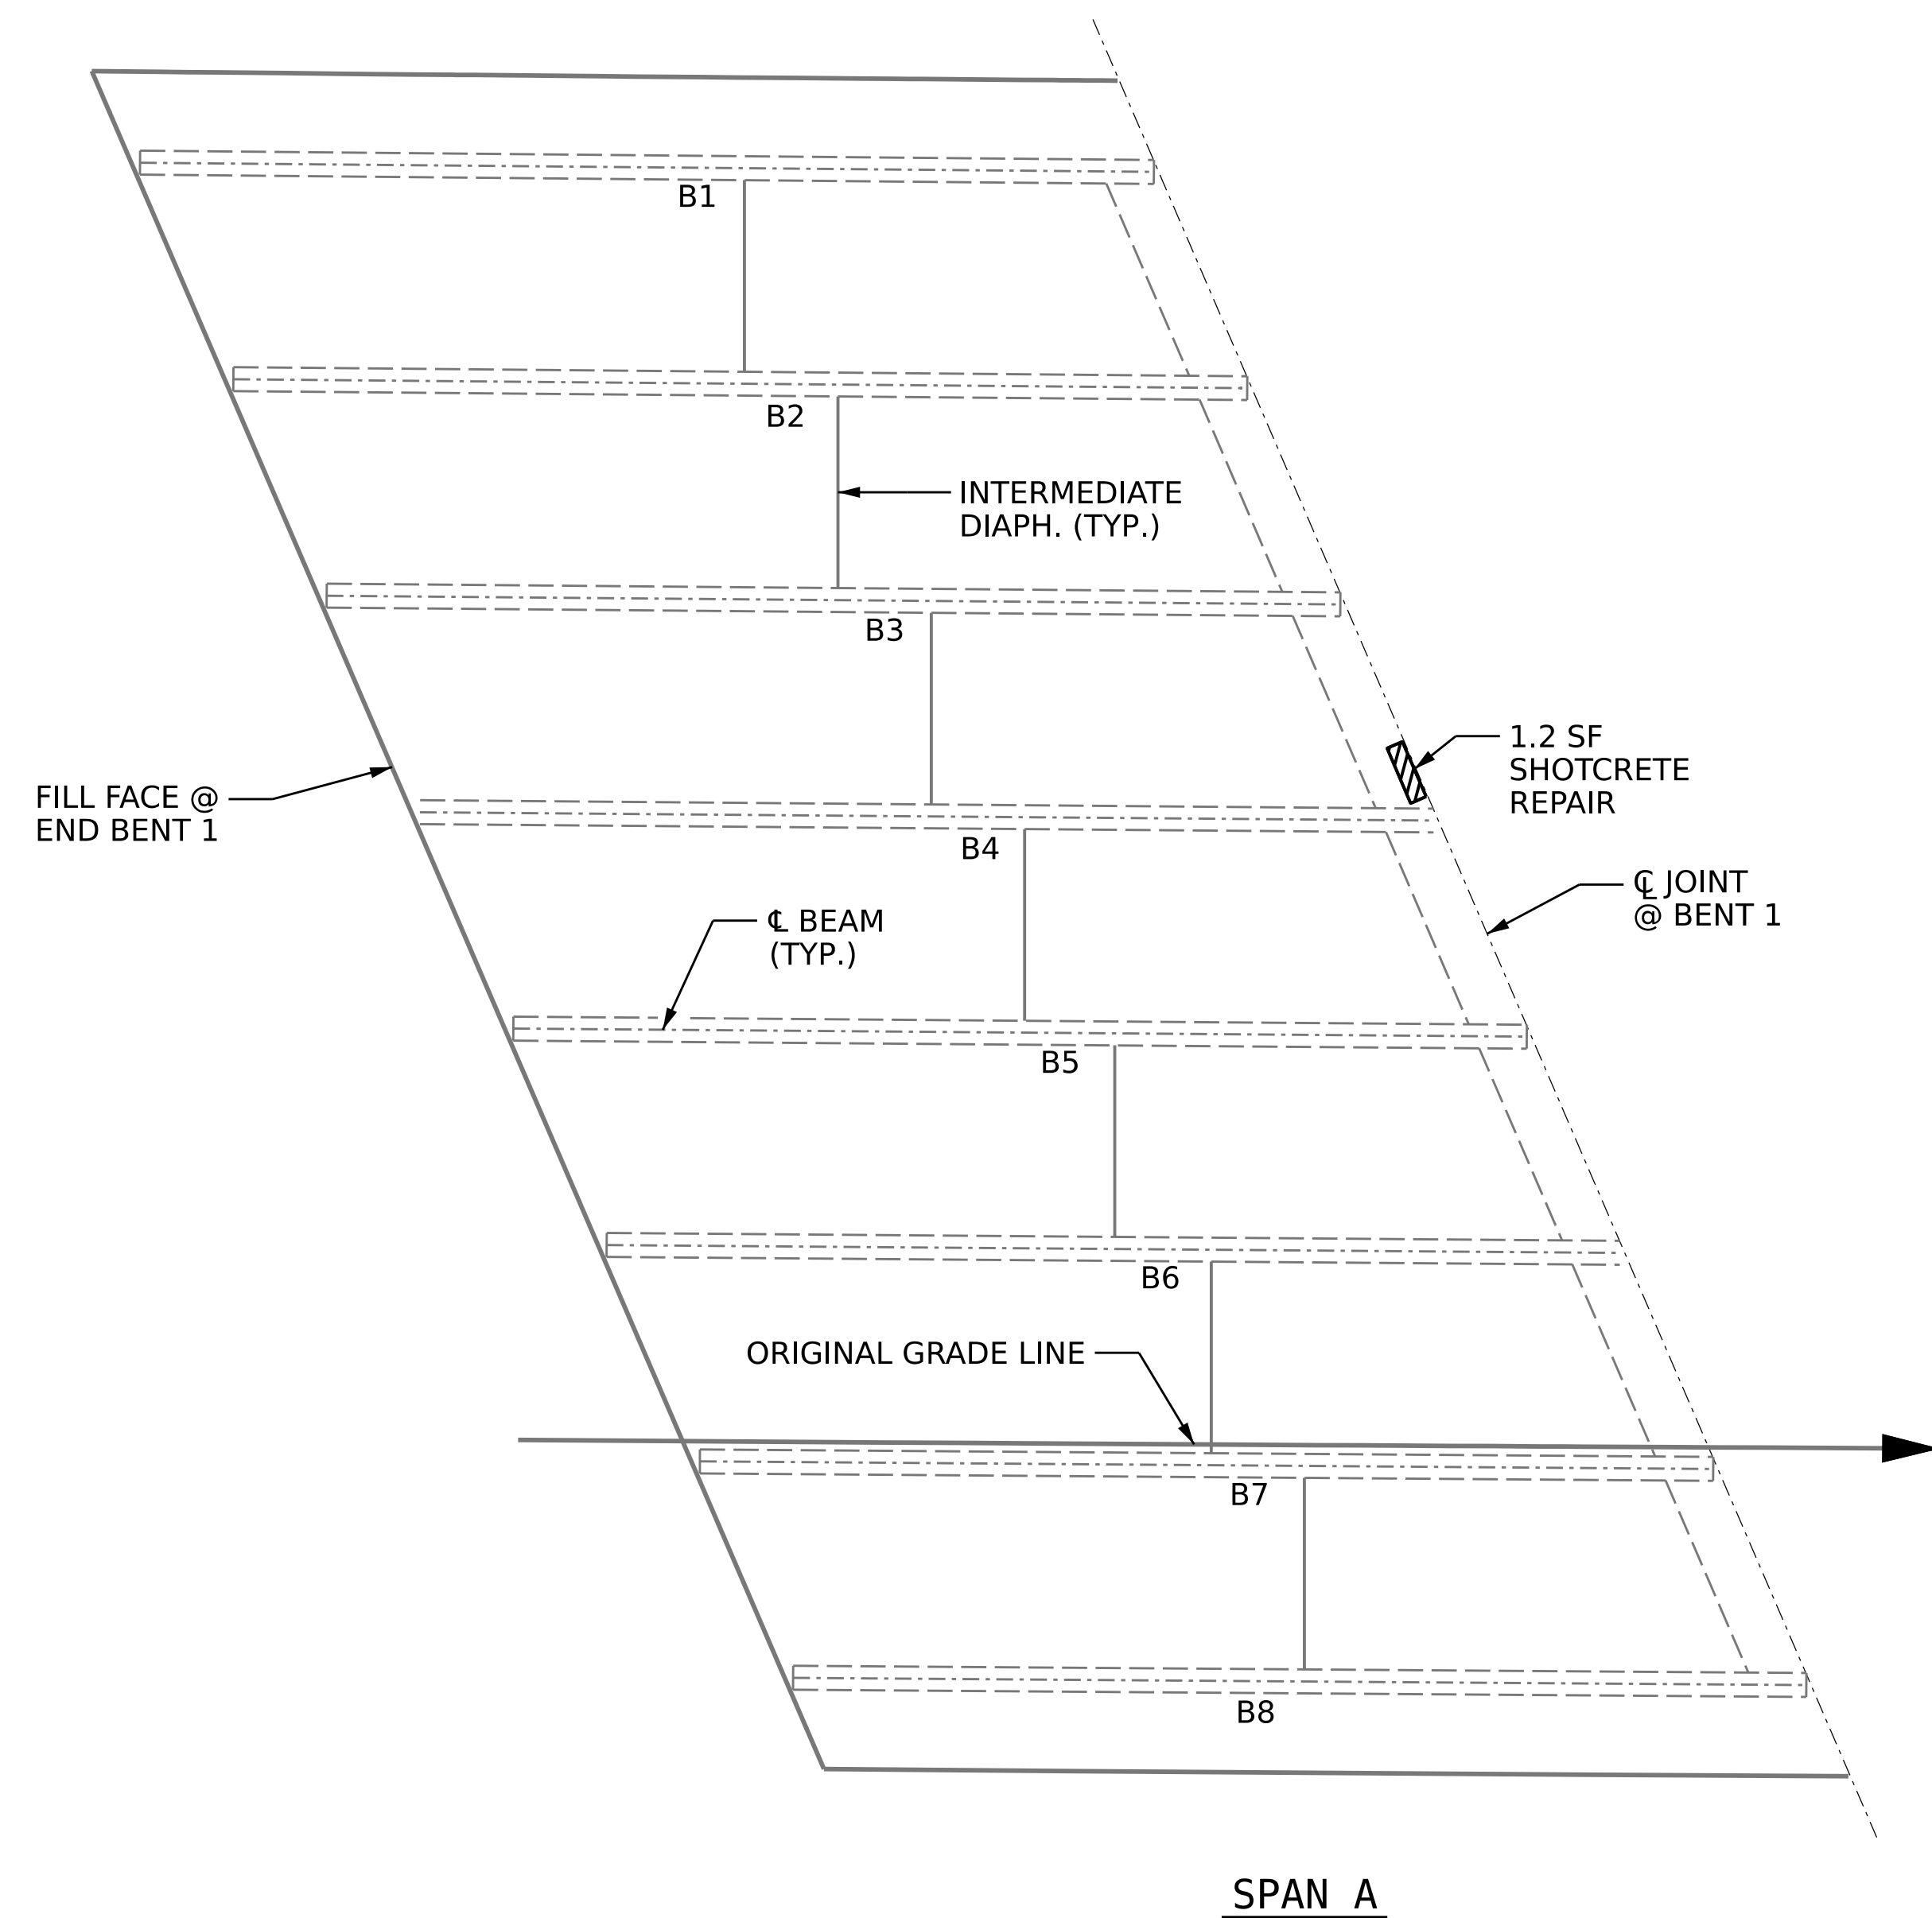 B1
B2
INTERMEDIATE
DIAPH. (TYP.)
B3
1.2 SF
SHOTCRETE
REPAIR
FILL FACE @
END BENT 1
B4
℄ JOINT
@ BENT 1
℄ BEAM
(TYP.)
B5
B6
ORIGINAL GRADE LINE
B7
B8
SPAN A